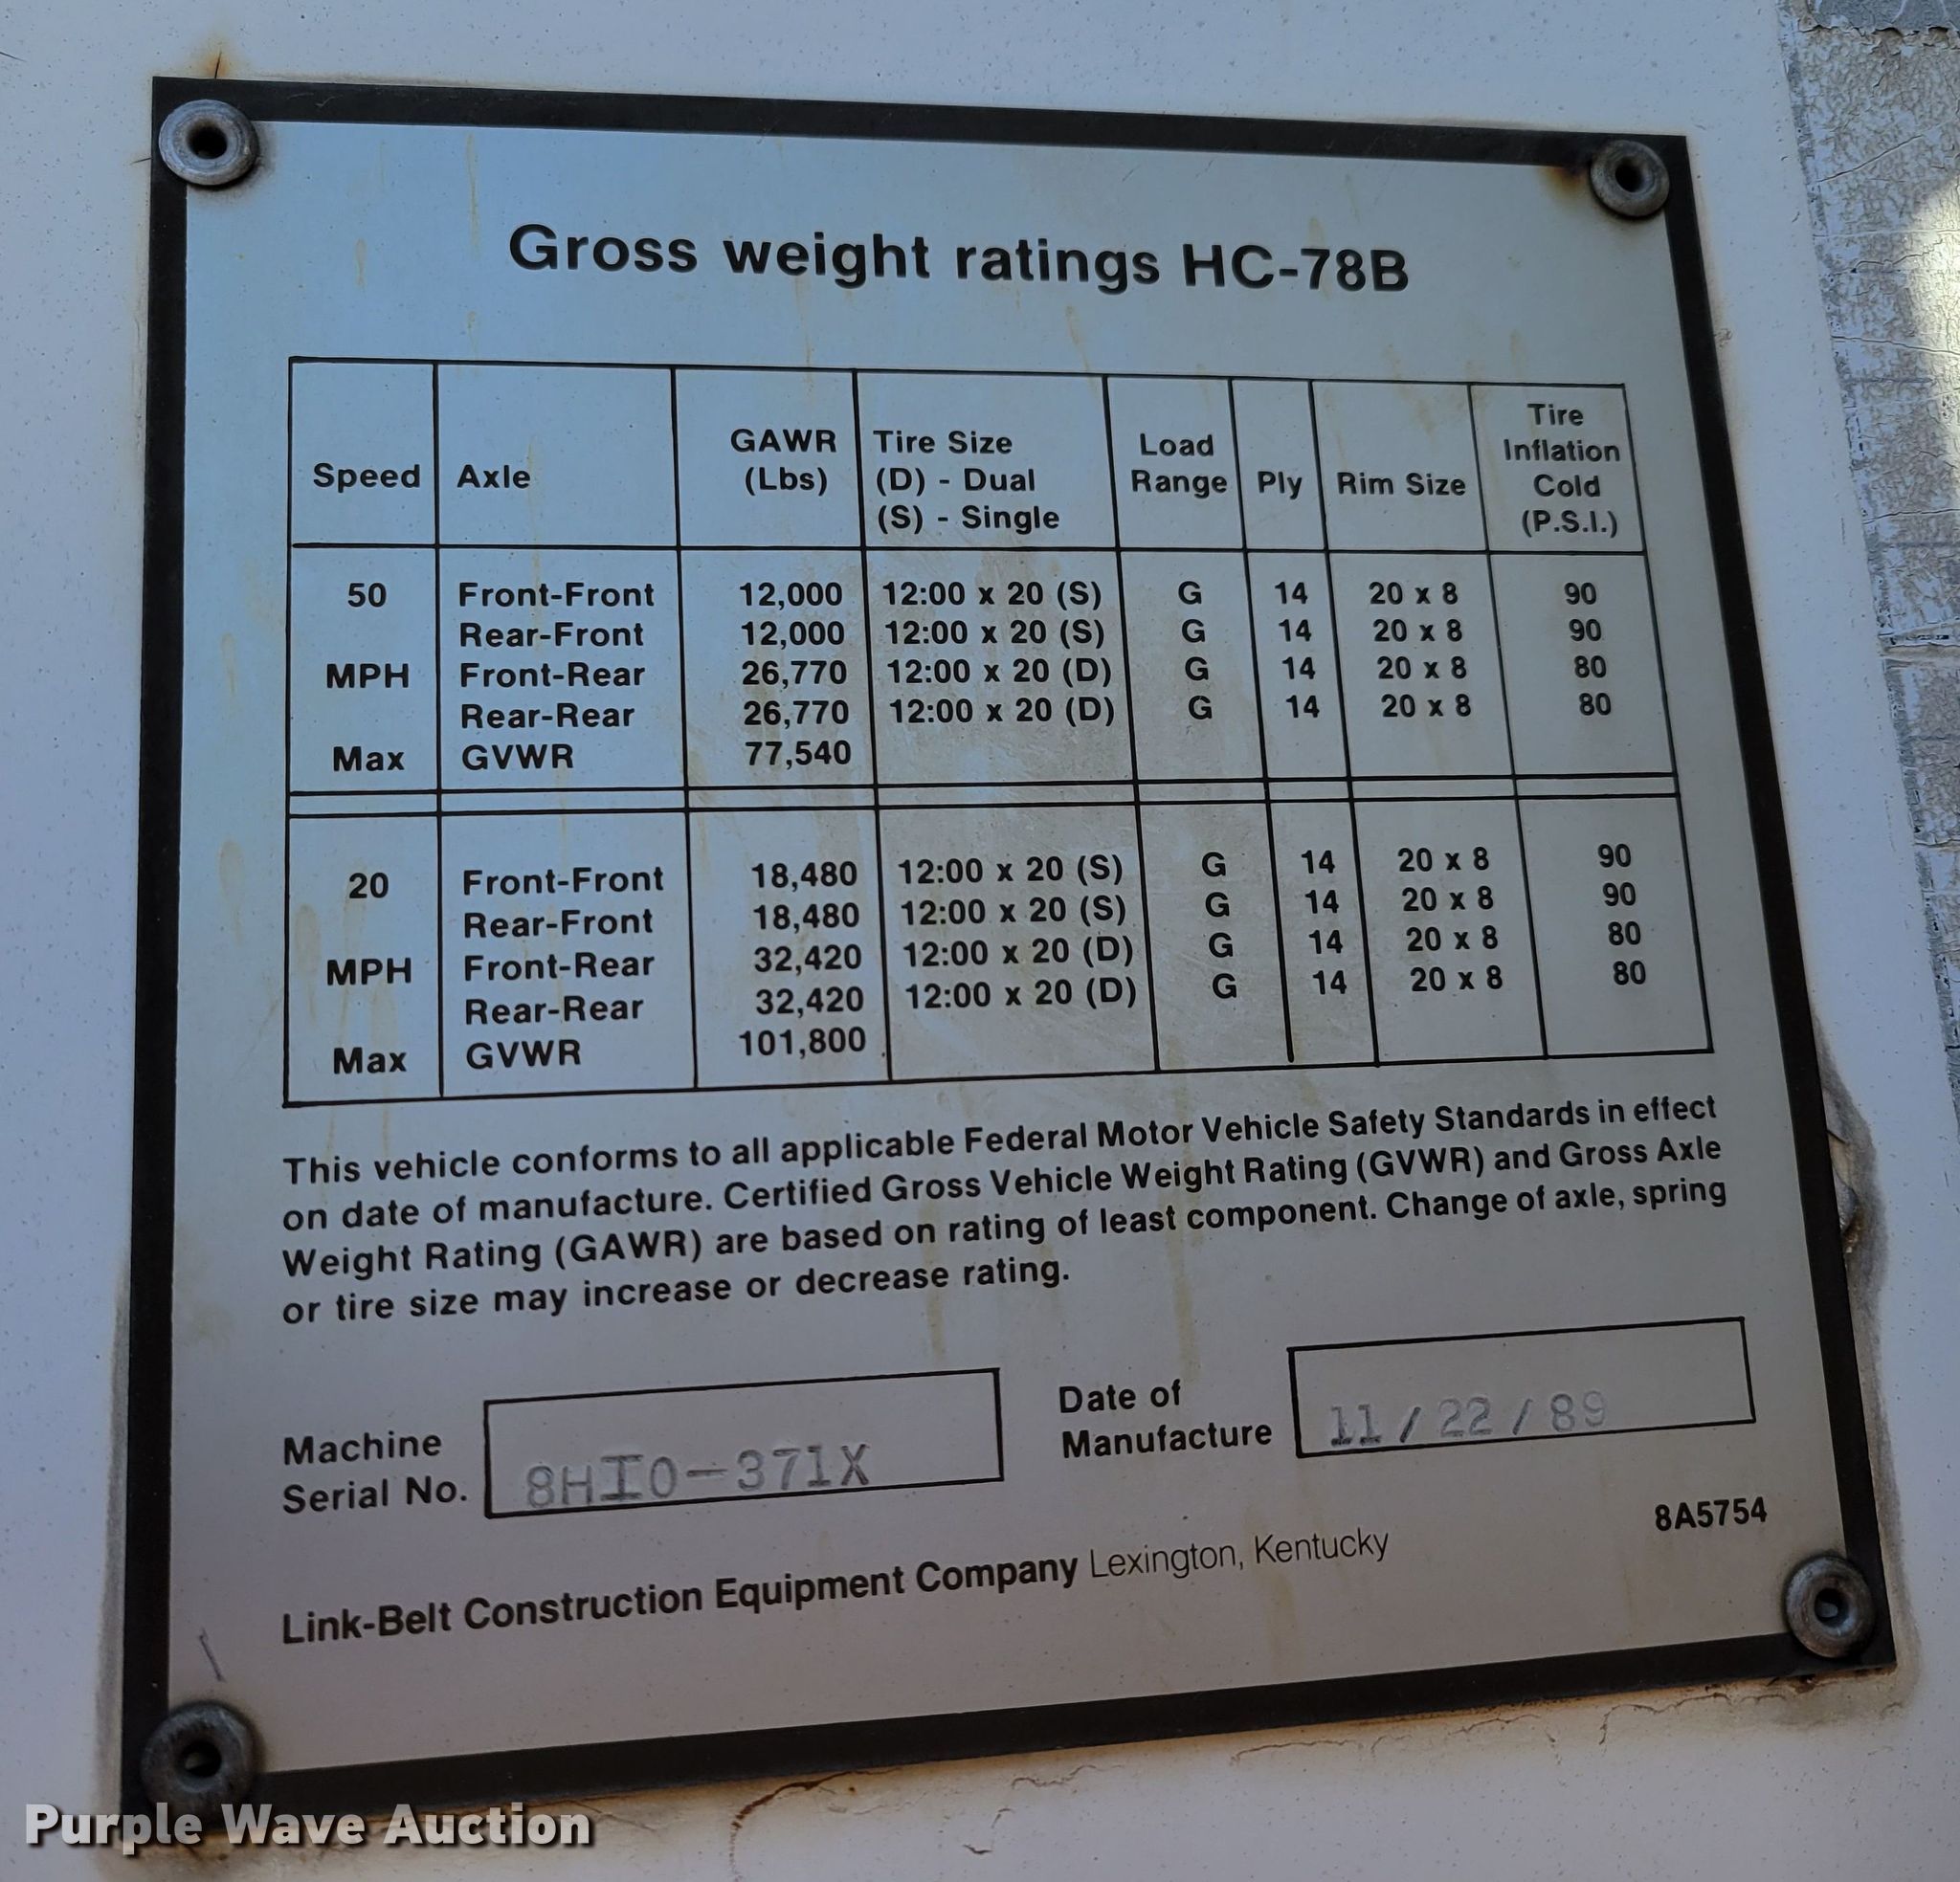 Gross weight ratings HC-78B
Speed Axle GAWR (Lbs) Tire Size (D) - Dual (S) - Single Load Range Ply Rim Size Tire Inflation Cold (P.S.I.)
50 Front-Front 12,000 12:00 x 20 (S) G 14 20 x 8 90
Rear-Front 12,000 12:00 x 20 (S) G 14 20 x 8 90
MPH Front-Rear 26,770 12:00 x 20 (D) G 14 20 x 8 80
Rear-Rear 26,770 12:00 x 20 (D) G 14 20 x 8 80
Max GVWR 77,540
20 Front-Front 18,480 12:00 x 20 (S) G 14 20 x 8 90
Rear-Front 18,480 12:00 x 20 (S) G 14 20 x 8 90
MPH Front-Rear 32,420 12:00 x 20 (D) G 14 20 x 8 80
Rear-Rear 32,420 12:00 x 20 (D) G 14 20 x 8 80
Max GVWR 101,800
This vehicle conforms to all applicable Federal Motor Vehicle Safety Standards in effect
on date of manufacture. Certified Gross Vehicle Weight Rating (GVWR) and Gross Axle
Weight Rating (GAWR) are based on rating of least component. Change of axle, spring
or tire size may increase or decrease rating.
Machine Serial No. 8HIO-371X
Date of Manufacture 11/22/89
8A5754
Link-Belt Construction Equipment Company Lexington, Kentucky
Purple Wave Auction